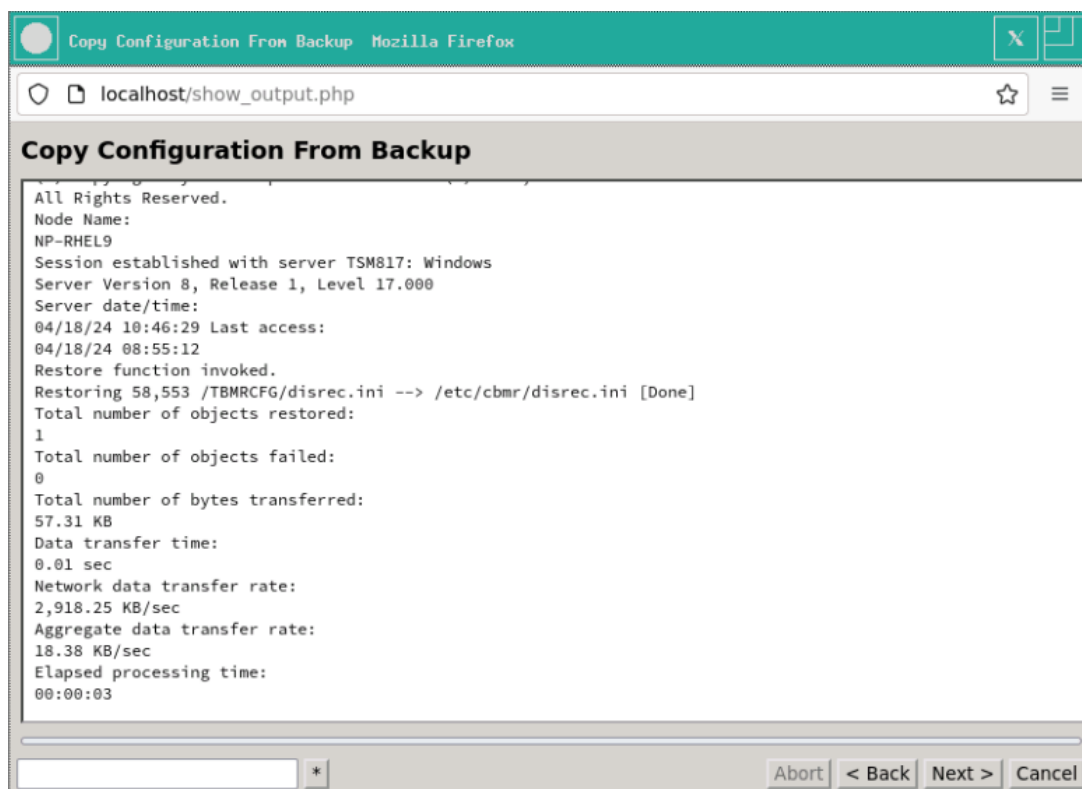 Copy Configuration From Backup  Mozilla Firefox
X
localhost/show_output.php
Copy Configuration From Backup
All Rights Reserved.
Node Name:
NP-RHEL9
Session established with server TSM817: Windows
Server Version 8, Release 1, Level 17.000
Server date/time:
04/18/24 10:46:29 Last access:
04/18/24 08:55:12
Restore function invoked.
Restoring 58,553 /TBMRCFG/disrec.ini --> /etc/cbmr/disrec.ini [Done]
Total number of objects restored:
1
Total number of objects failed:
0
Total number of bytes transferred:
57.31 KB
Data transfer time:
0.01 sec
Network data transfer rate:
2,918.25 KB/sec
Aggregate data transfer rate:
18.38 KB/sec
Elapsed processing time:
00:00:03
* Abort < Back Next > Cancel